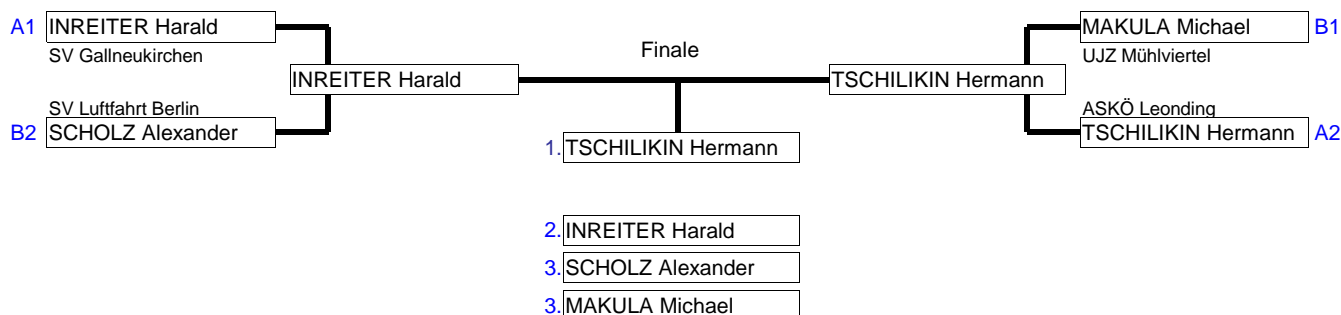 A1 INREITER Harald
SV Gallneukirchen
INREITER Harald
SV Luftfahrt Berlin
B2 SCHOLZ Alexander
Finale
MAKULA Michael B1
UJZ Mühlviertel
TSCHILIKIN Hermann
ASKÖ Leonding
TSCHILIKIN Hermann A2
1. TSCHILIKIN Hermann
2. INREITER Harald
3. SCHOLZ Alexander
3. MAKULA Michael